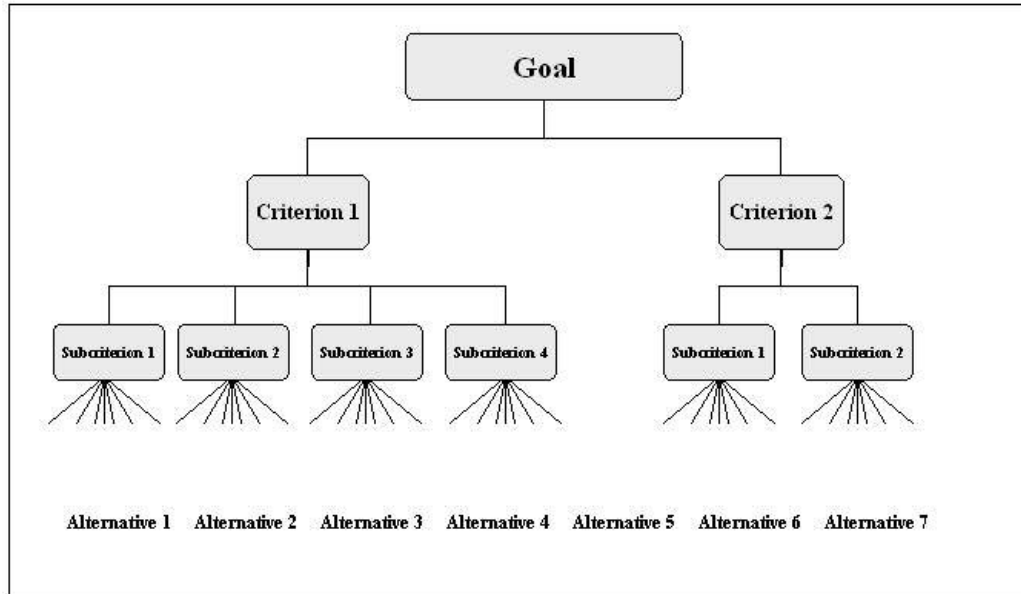 Goal
Criterion 1
Criterion 2
Subcriterion 1
Subcriterion 2
Subcriterion 3
Subcriterion 4
Subcriterion 1
Subcriterion 2
Alternative 1
Alternative 2
Alternative 3
Alternative 4
Alternative 5
Alternative 6
Alternative 7